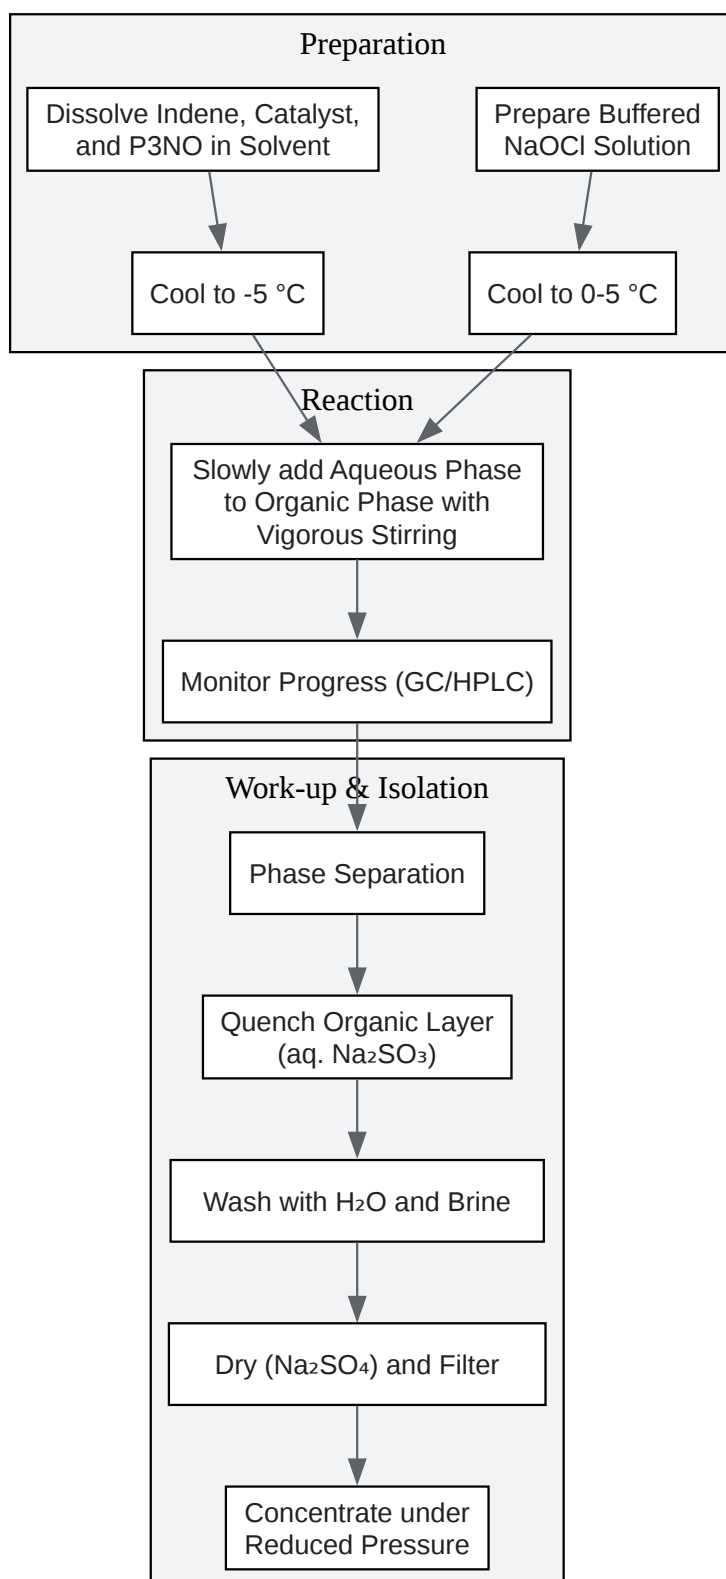 Preparation
Dissolve Indene, Catalyst,
and P3NO in Solvent
Prepare Buffered
NaOCl Solution
Cool to -5 °C
Cool to 0-5 °C
Reaction
Slowly add Aqueous Phase
to Organic Phase with
Vigorous Stirring
Monitor Progress (GC/HPLC)
Work-up & Isolation
Phase Separation
Quench Organic Layer
(aq. Na₂SO₃)
Wash with H₂O and Brine
Dry (Na₂SO₄) and Filter
Concentrate under
Reduced Pressure